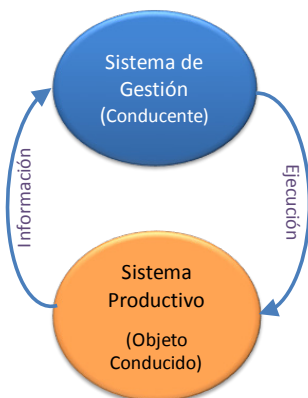 Sistema de
Gestión
(Conducente)
Información
Ejecución
Sistema
Productivo
(Objeto
Conducido)